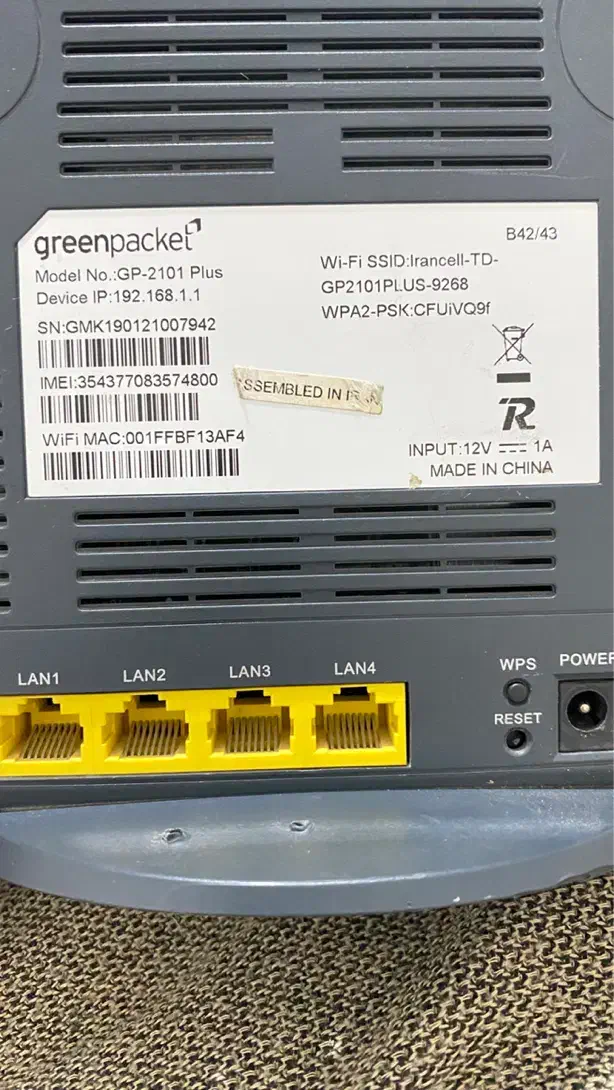 greenpacket
B42/43
Model No.:GP-2101 Plus
Device IP:192.168.1.1
SN:GMK190121007942
IMEI:354377083574800
WiFi MAC:001FFBF13AF4
Wi-Fi SSID:Irancell-TD-
GP2101PLUS-9268
WPA2-PSK:CFUiVQ9f
ASSEMBLED IN
INPUT:12V 1A
MADE IN CHINA
LAN1 LAN2 LAN3 LAN4
WPS POWER
RESET